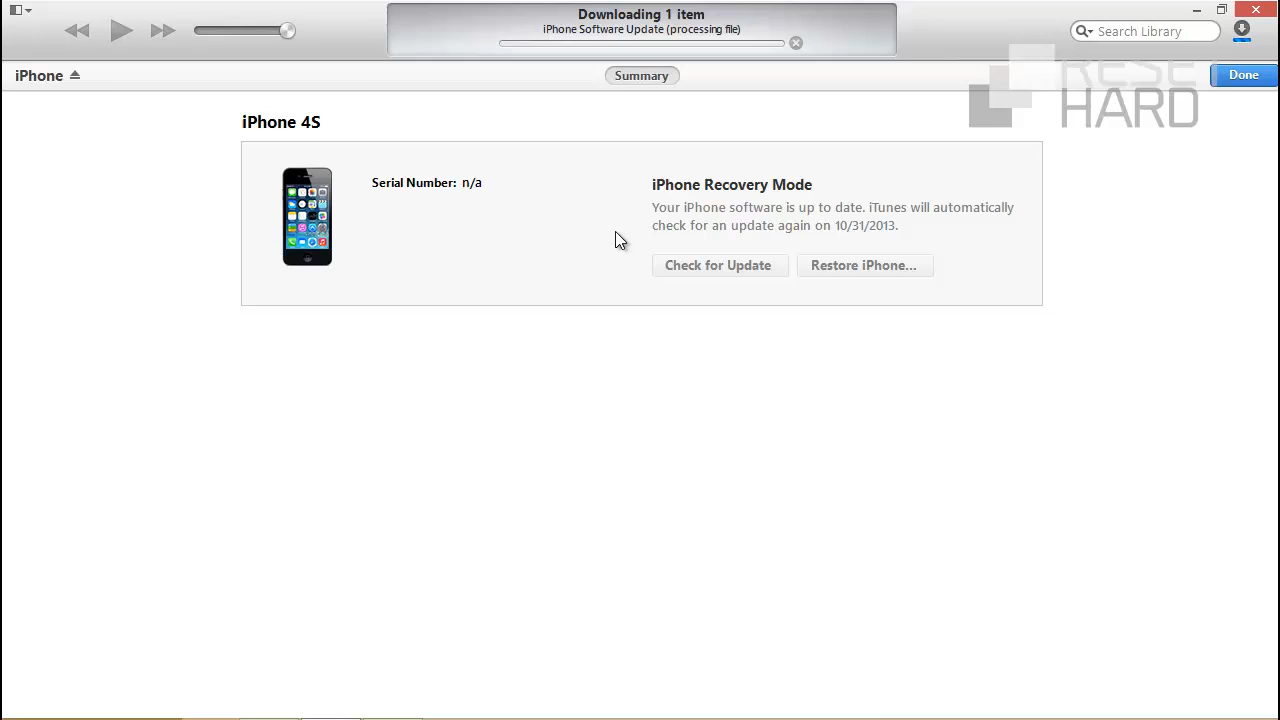 Downloading 1 item
iPhone Software Update (processing file)
Search Library
iPhone
Summary
Done
RESE
HARD
iPhone 4S
Serial Number: n/a
iPhone Recovery Mode
Your iPhone software is up to date. iTunes will automatically
check for an update again on 10/31/2013.
Check for Update
Restore iPhone...